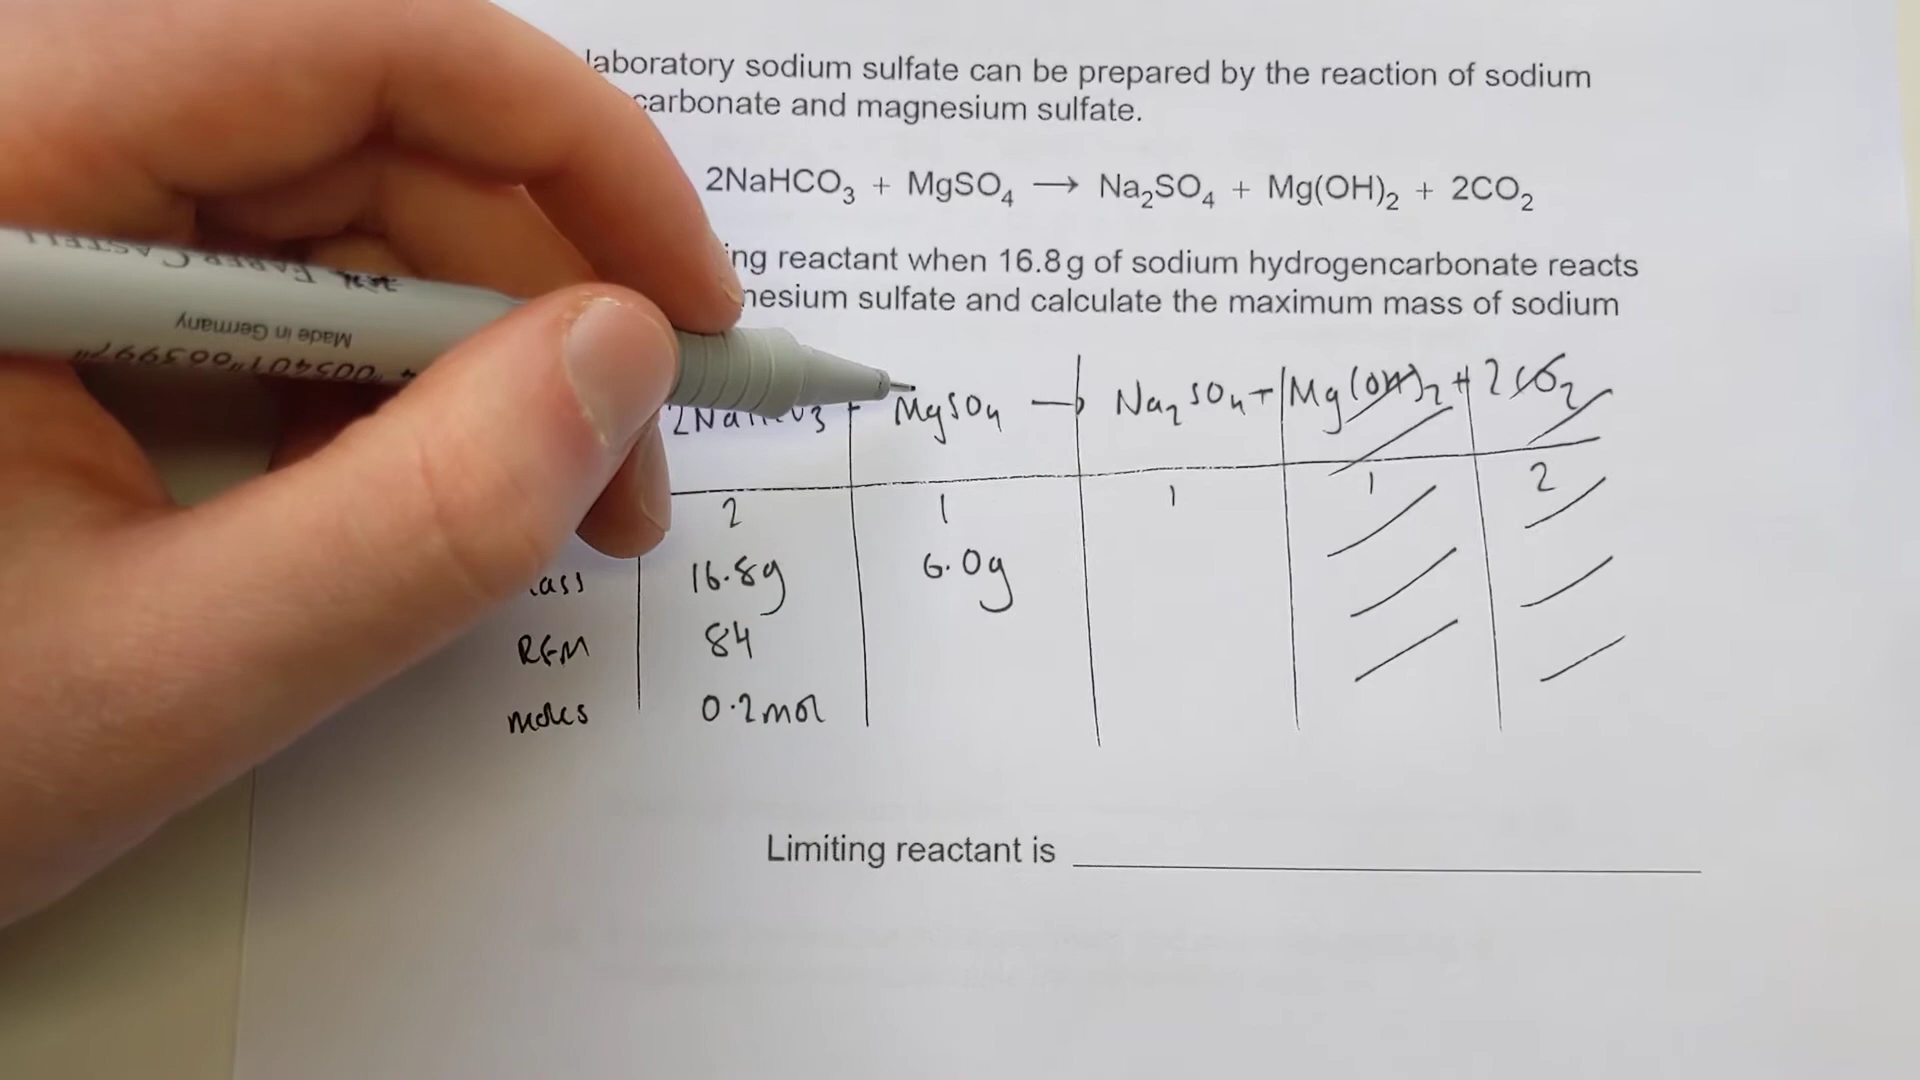 laboratory sodium sulfate can be prepared by the reaction of sodium
carbonate and magnesium sulfate.
2NaHCO₃ + MgSO₄ ⟶ Na₂SO₄ + Mg(OH)₂ + 2CO₂
reactant when 16.8 g of sodium hydrogencarbonate reacts
sulfate and calculate the maximum mass of sodium
FABER CASTELL
Made in Germany
+ MgSO₄ → Na₂SO₄ + Mg(OH)₂ + 2CO₂
2 1 1 1 2
16.8g 6.0g
RFM 84
moles 0.2mol
Limiting reactant is